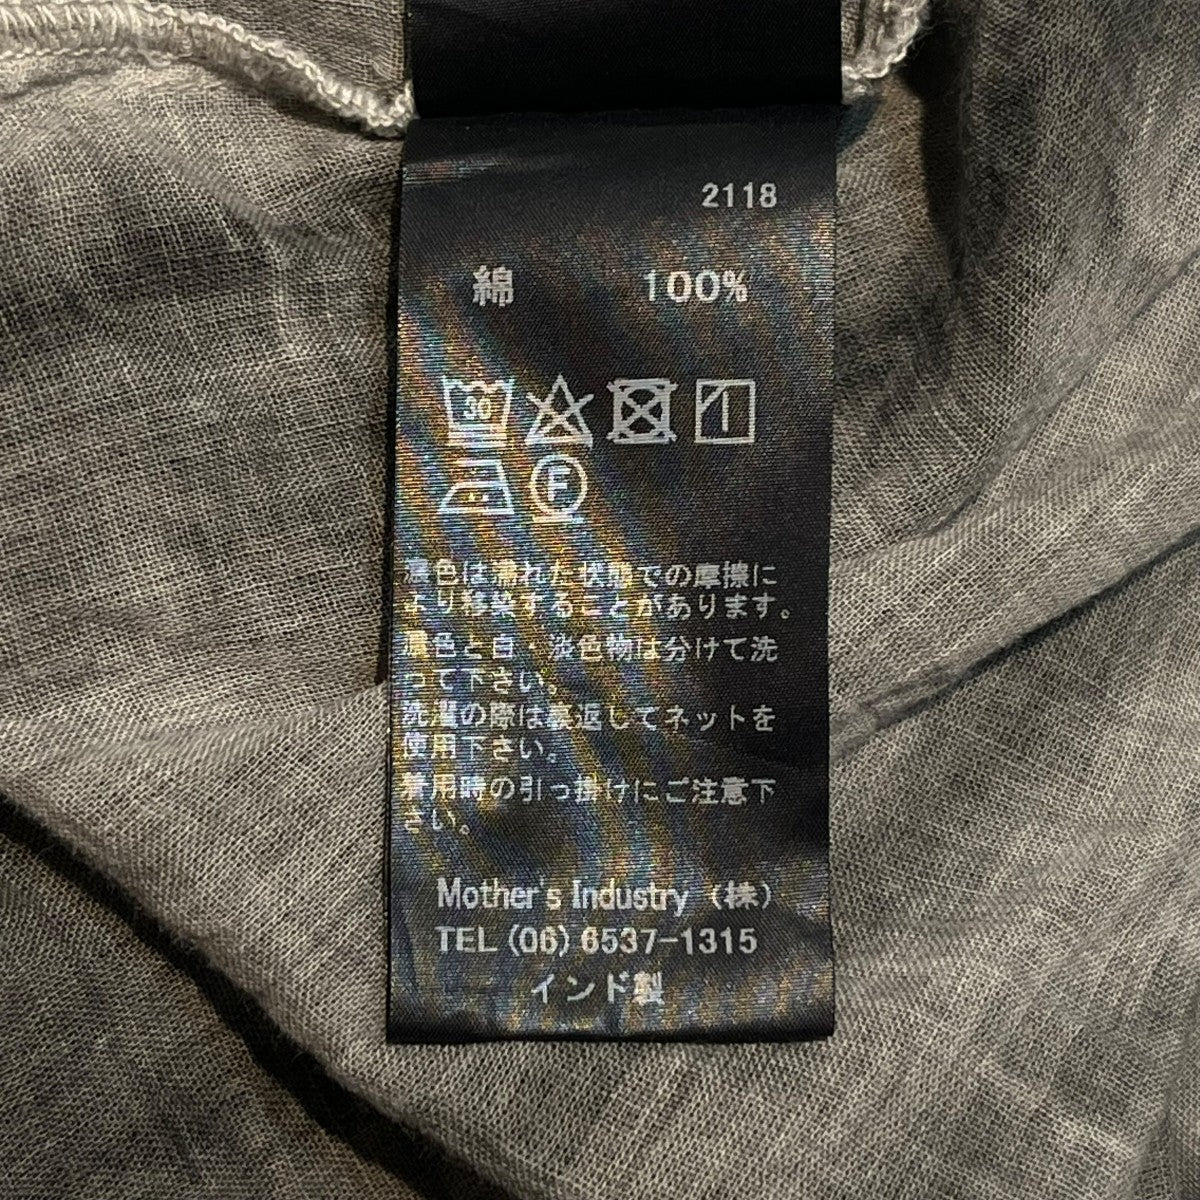 2118
綿 100%
30
F
濃色は濡れた状態での摩擦に
より移染することがあります。
濃色と白・淡色物は分けて洗
って下さい。
洗濯の際は裏返してネットを
使用下さい。
着用時の引っ掛けにご注意下
さい。
Mother's Industry (株)
TEL (06) 6537-1315
インド製